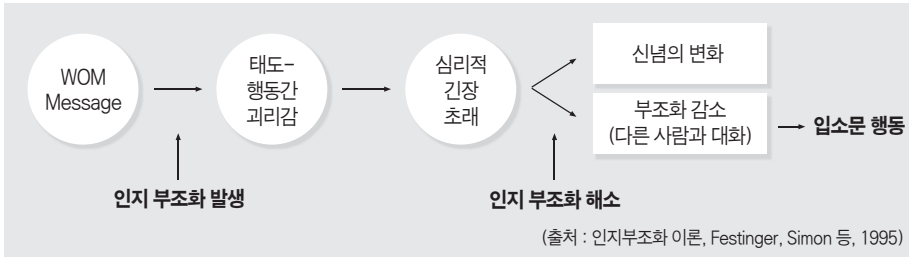 WOM
Message
태도-
행동간
괴리감
심리적
긴장
초래
신념의 변화
부조화 감소
(다른 사람과 대화)
입소문 행동
인지 부조화 발생
인지 부조화 해소
(출처 : 인지부조화 이론, Festinger, Simon 등, 1995)